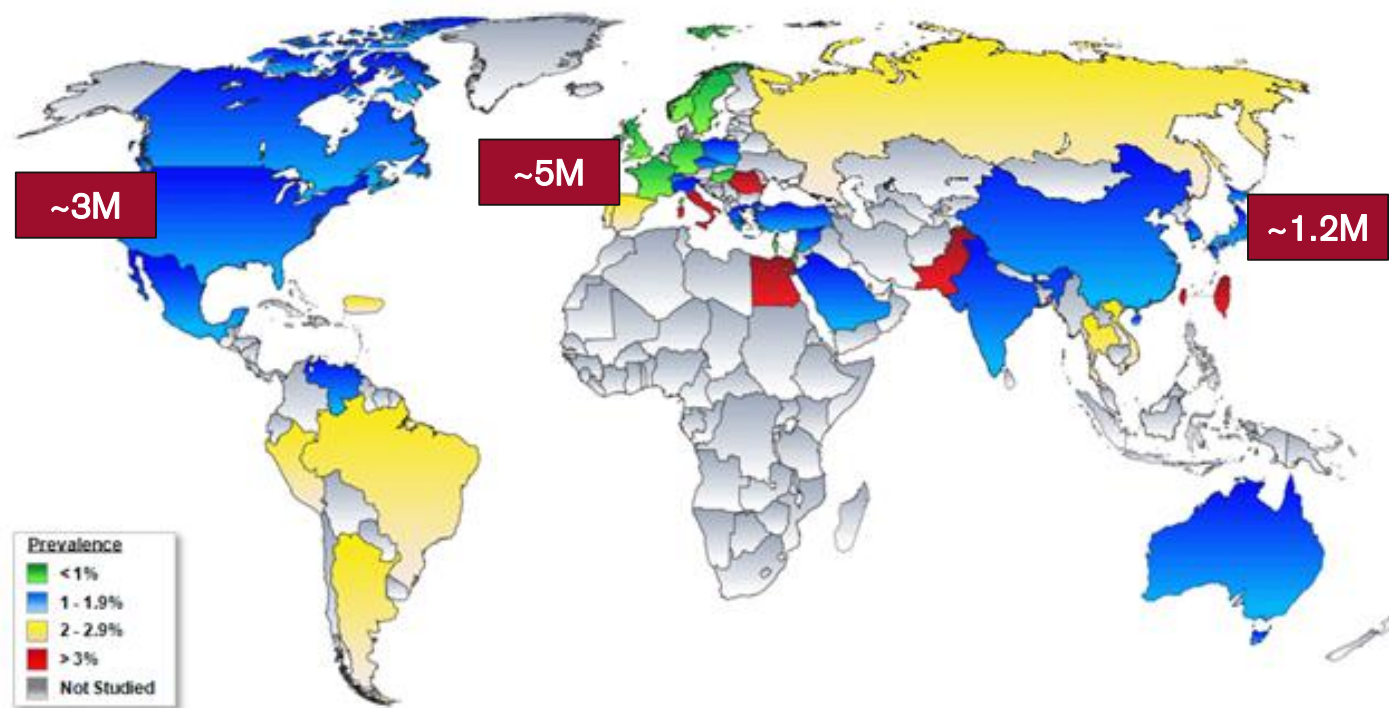 ~3M
~5M
~1.2M
Prevalence
< 1%
1 - 1.9%
2 - 2.9%
> 3%
Not Studied